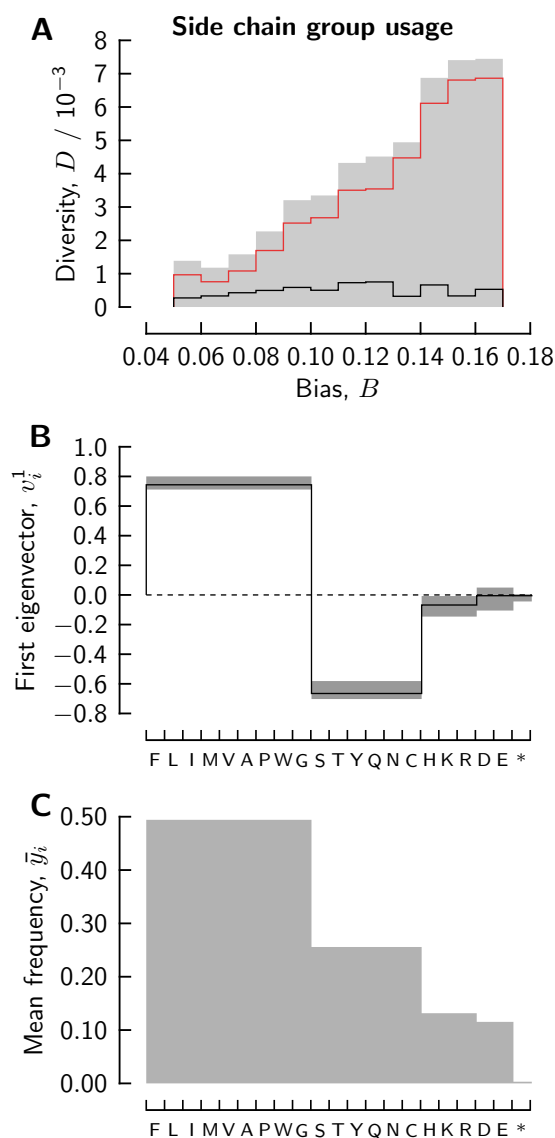 A
Side chain group usage
Diversity, D / 10⁻³
8
7
6
5
4
3
2
1
0
0.04 0.06 0.08 0.10 0.12 0.14 0.16 0.18
Bias, B
B
First eigenvector, v_i^1
1.0
0.8
0.6
0.4
0.2
0.0
−0.2
−0.4
−0.6
−0.8
F L I M V A P W G S T Y Q N C H K R D E *
C
Mean frequency, ȳ_i
0.50
0.40
0.30
0.20
0.10
0.00
F L I M V A P W G S T Y Q N C H K R D E *